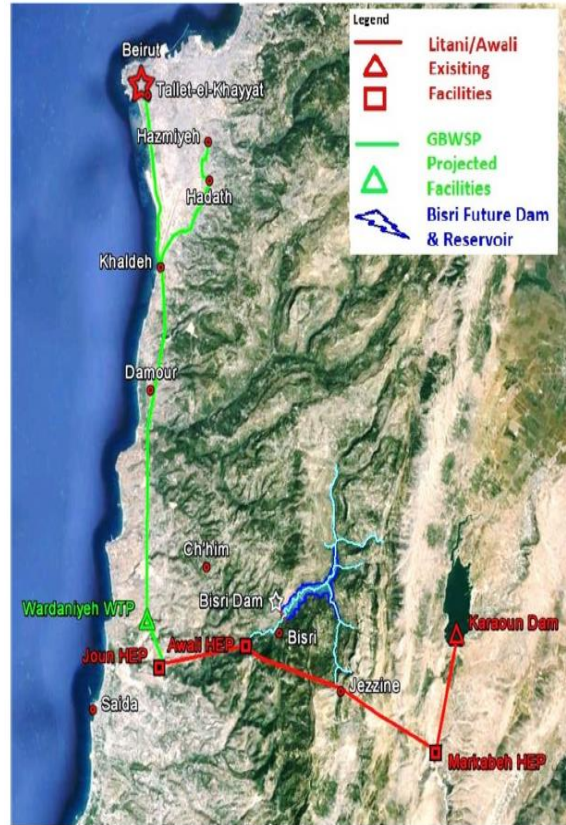 Legend
Litani/Awali
Exisiting
Facilities
GBWSP
Projected
Facilities
Bisri Future Dam
& Reservoir
Beirut
Tallet-el-Khayyat
Hazmiyeh
Hadath
Khaldeh
Damour
Ch'him
Bisri Dam
Wardaniyeh WTP
Awali HEP
Bisri
Karaoun Dam
Joun HEP
Jezzine
Saida
Markabeh HEP